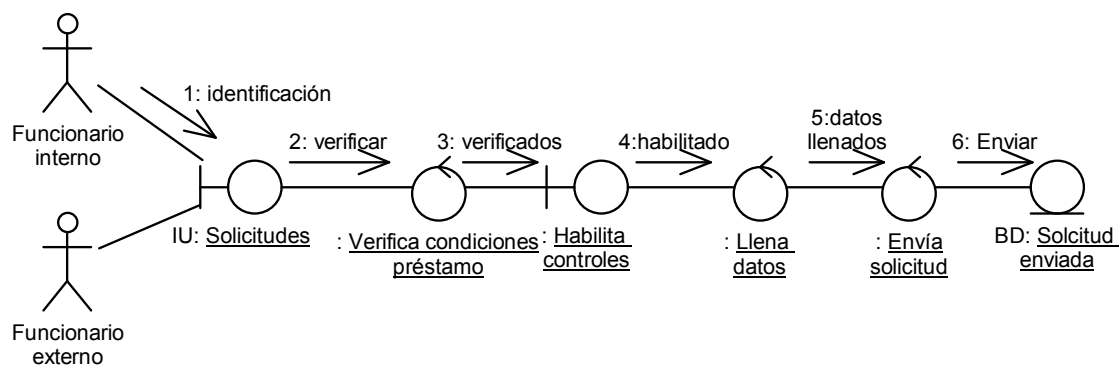 1: identificación
Funcionario
interno
2: verificar
3: verificados
4:habilitado
5:datos
llenados
6: Enviar
IU: Solicitudes
: Verifica condiciones
préstamo
: Habilita
controles
: Llena
datos
: Envía
solicitud
BD: Solcitud
enviada
Funcionario
externo